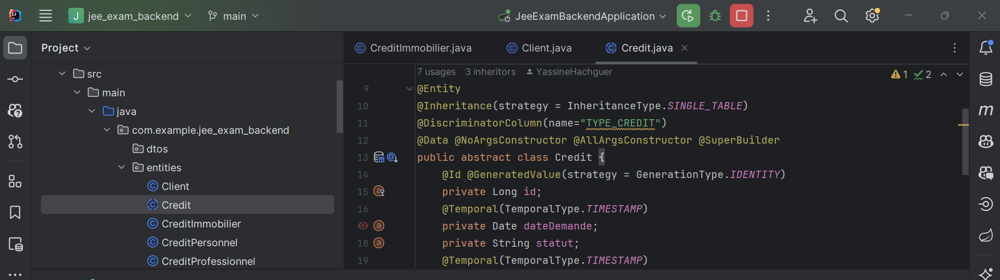 J jee_exam_backend main JeeExamBackendApplication
Project
src
main
java
com.example.jee_exam_backend
dtos
entities
Client
Credit
CreditImmobilier
CreditPersonnel
CreditProfessionnel
CreditImmobilier.java Client.java Credit.java
7 usages 3 inheritors YassineHachguer
1 2
9 @Entity
10 @Inheritance(strategy = InheritanceType.SINGLE_TABLE)
11 @DiscriminatorColumn(name="TYPE_CREDIT")
12 @Data @NoArgsConstructor @AllArgsConstructor @SuperBuilder
13 public abstract class Credit {
14 @Id @GeneratedValue(strategy = GenerationType.IDENTITY)
15 private Long id;
16 @Temporal(TemporalType.TIMESTAMP)
private Date dateDemande;
18 private String statut;
19 @Temporal(TemporalType.TIMESTAMP)